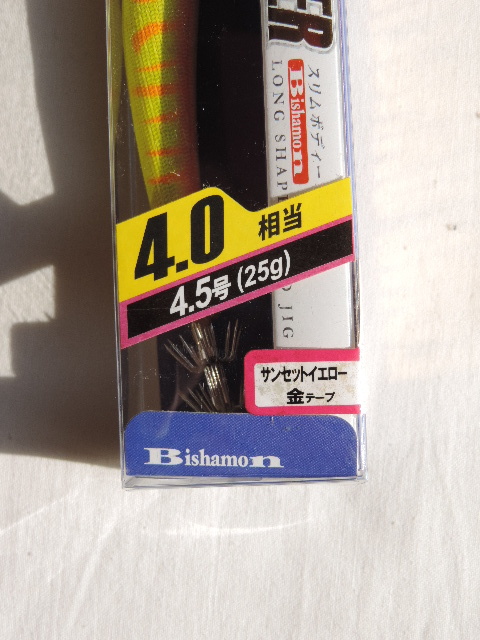 ER
スリムボディー
Bishamon
LONG SHAPE
JIG
4.0 相当
4.5号 (25g)
サンセットイエロー
金テープ
Bishamon